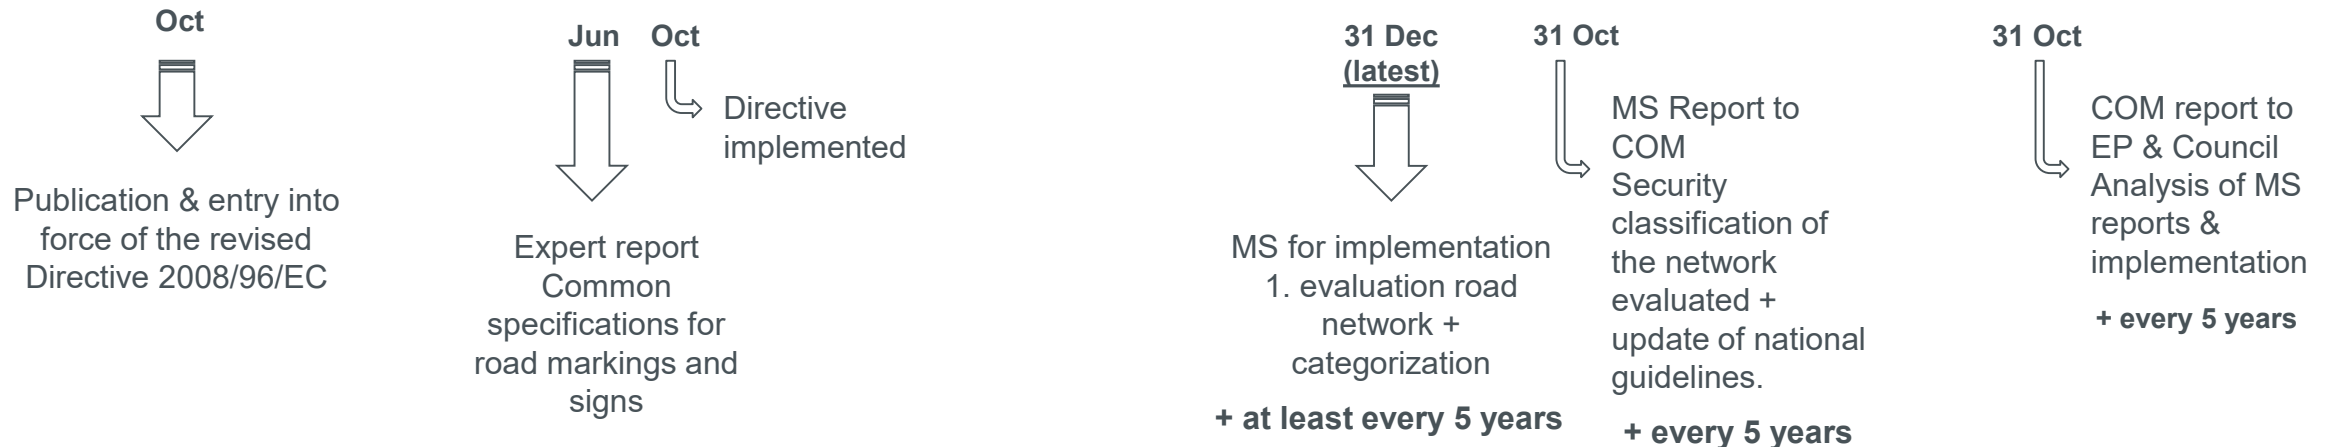 Oct
Publication & entry into
force of the revised
Directive 2008/96/EC
Jun
Expert report
Common
specifications for
road markings and
signs
Oct
Directive
implemented
31 Dec
(latest)
MS for implementation
1. evaluation road
network +
categorization
+ at least every 5 years
31 Oct
MS Report to
COM
Security
classification of
the network
evaluated +
update of national
guidelines.
+ every 5 years
31 Oct
COM report to
EP & Council
Analysis of MS
reports &
implementation
+ every 5 years